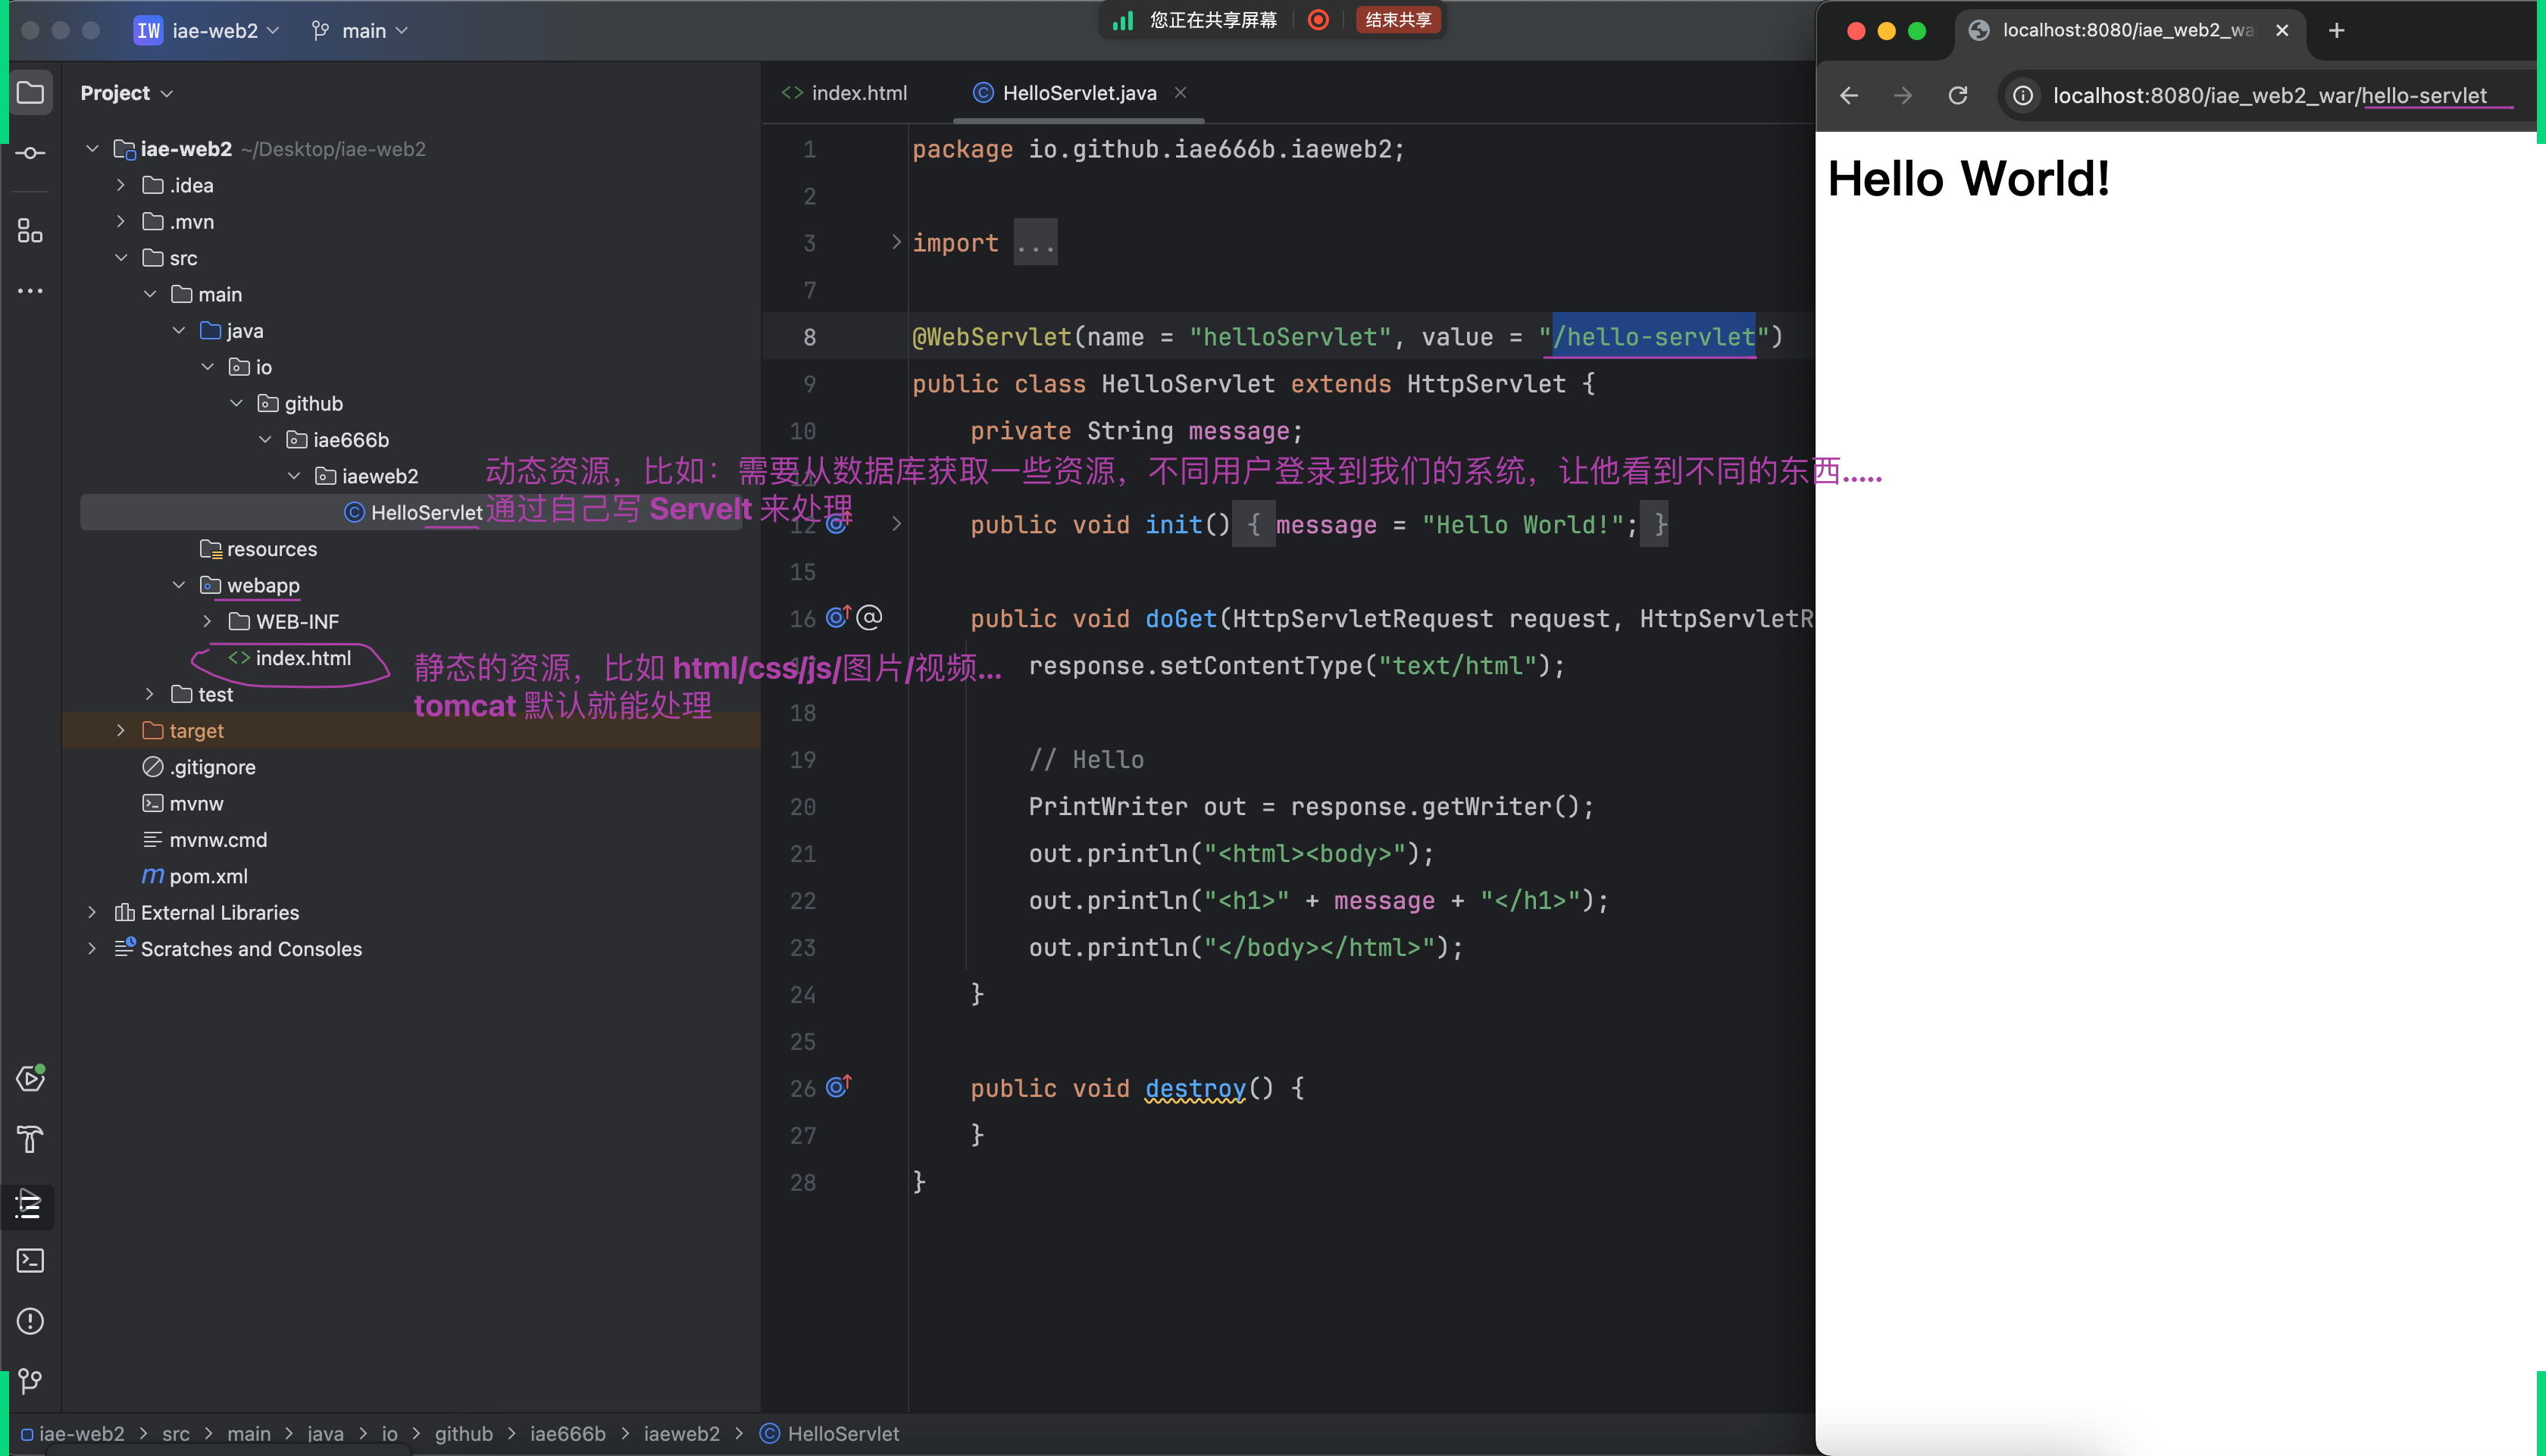 IW iae-web2 main
您正在共享屏幕 结束共享
localhost:8080/iae_web2_wa
localhost:8080/iae_web2_war/hello-servlet
Project
iae-web2 ~/Desktop/iae-web2
.idea
.mvn
src
main
java
io
github
iae666b
iaeweb2
HelloServlet
resources
webapp
WEB-INF
index.html
test
target
.gitignore
mvnw
mvnw.cmd
m pom.xml
External Libraries
Scratches and Consoles
动态资源，比如：需要从数据库获取一些资源，不同用户登录到我们的系统，让他看到不同的东西.....
通过自己写 Servelt 来处理
静态的资源，比如 html/css/js/图片/视频...
tomcat 默认就能处理
index.html HelloServlet.java
1 package io.github.iae666b.iaeweb2;
2
3 import ...
7
8 @WebServlet(name = "helloServlet", value = "/hello-servlet")
9 public class HelloServlet extends HttpServlet {
10 private String message;
12 public void init() { message = "Hello World!"; }
15
16 public void doGet(HttpServletRequest request, HttpServletR
response.setContentType("text/html");
18
19 // Hello
20 PrintWriter out = response.getWriter();
21 out.println("<html><body>");
22 out.println("<h1>" + message + "</h1>");
23 out.println("</body></html>");
24 }
25
26 public void destroy() {
27 }
28 }
Hello World!
iae-web2 > src > main > java > io > github > iae666b > iaeweb2 > HelloServlet